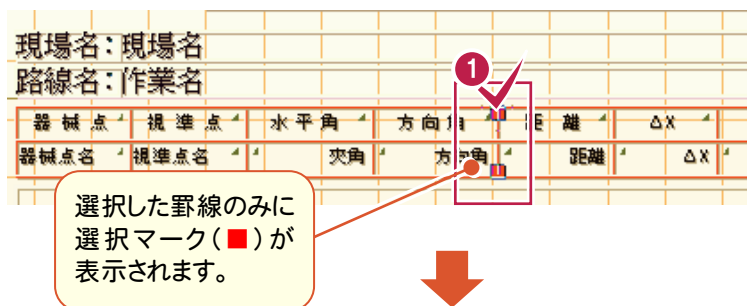 現場名：現場名
路線名：作業名
1
器 械 点 視 準 点 水 平 角 方 向 角 距 離 △X
器械点名 視準点名 夾角 方向角 距離 △X
選択した罫線のみに
選択マーク（■）が
表示されます。